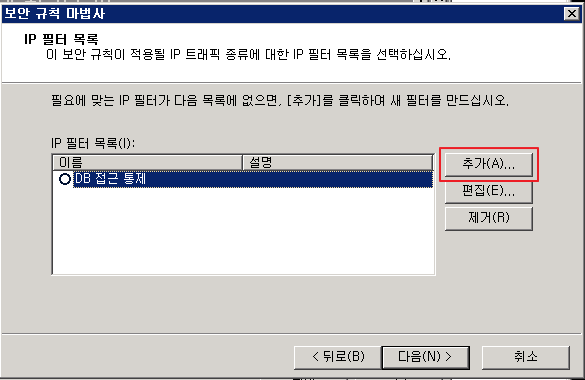 보안 규칙 마법사
IP 필터 목록
이 보안 규칙이 적용될 IP 트래픽 종류에 대한 IP 필터 목록을 선택하십시오.
필요에 맞는 IP 필터가 다음 목록에 없으면, [추가]를 클릭하여 새 필터를 만드십시오.
IP 필터 목록(I):
이름 설명
DB 접근 통제
추가(A)...
편집(E)...
제거(R)
< 뒤로(B) 다음(N) > 취소